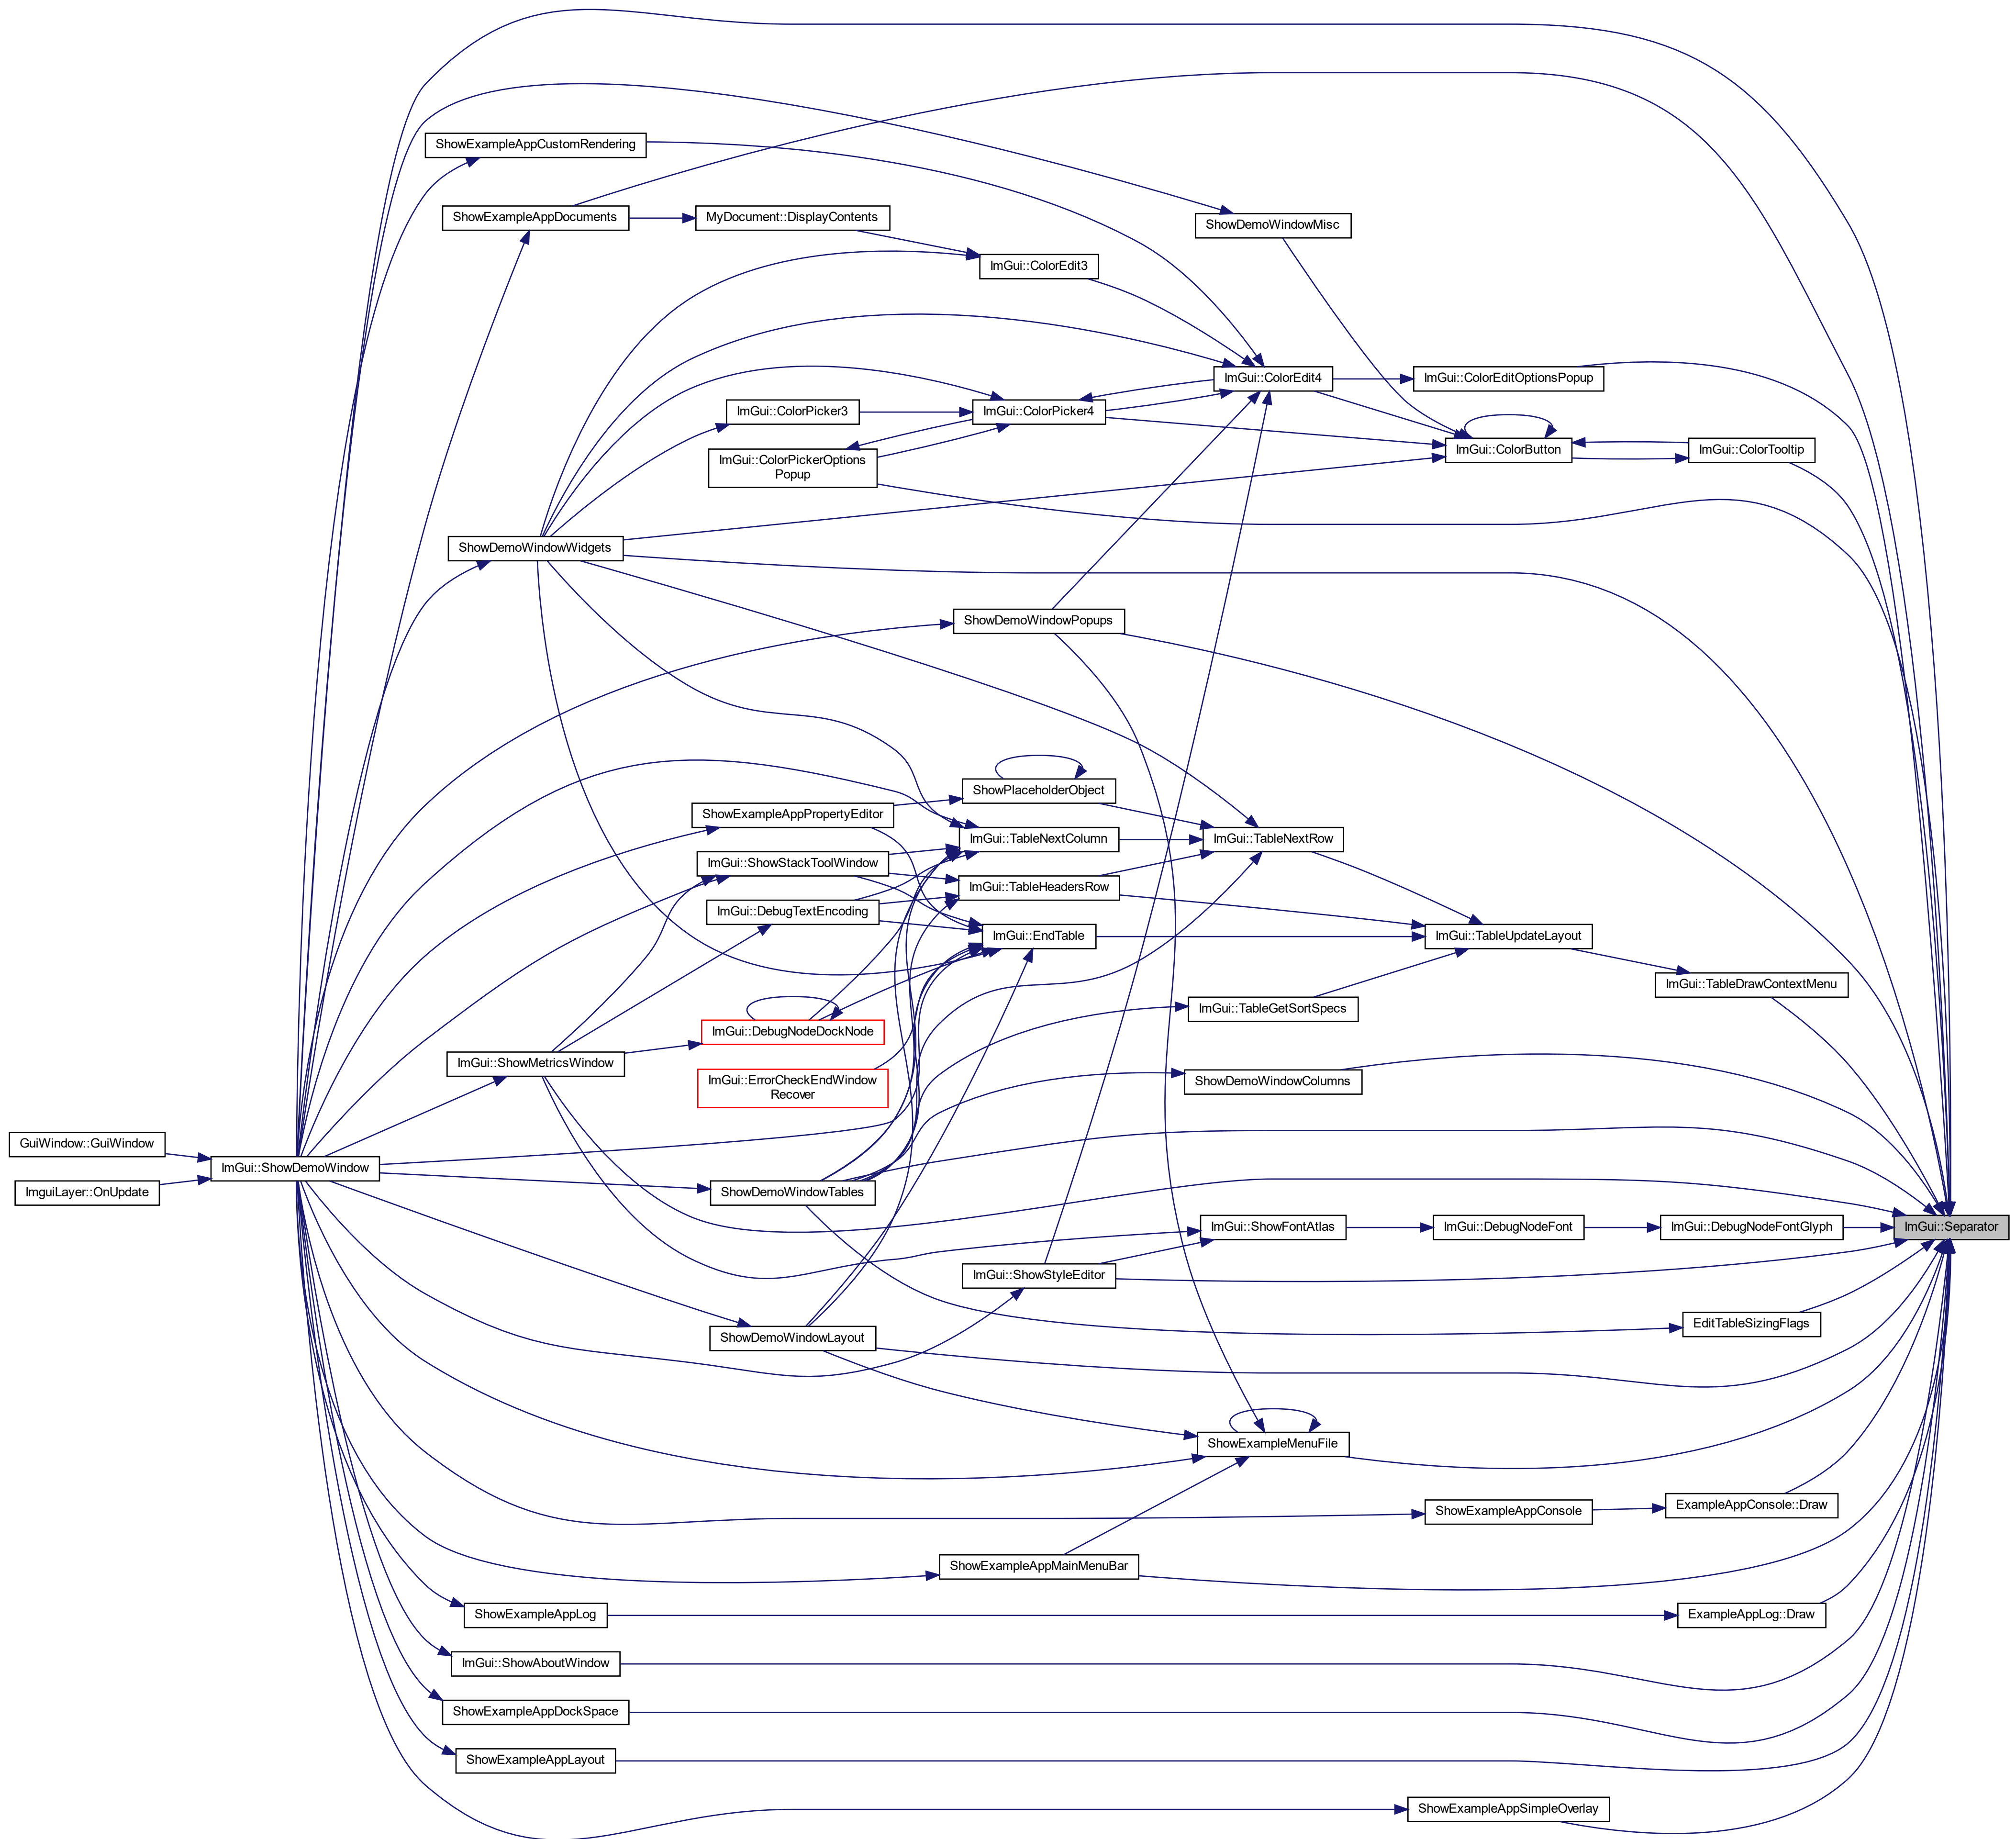 ShowExampleAppCustomRendering
ShowExampleAppDocuments
MyDocument::DisplayContents
ShowDemoWindowMisc
ImGui::ColorEdit3
ImGui::ColorEdit4
ImGui::ColorEditOptionsPopup
ImGui::ColorPicker3
ImGui::ColorPicker4
ImGui::ColorButton
ImGui::ColorTooltip
ImGui::ColorPickerOptions
Popup
ShowDemoWindowWidgets
ShowDemoWindowPopups
ShowPlaceholderObject
ShowExampleAppPropertyEditor
ImGui::TableNextColumn
ImGui::TableNextRow
ImGui::ShowStackToolWindow
ImGui::TableHeadersRow
ImGui::DebugTextEncoding
ImGui::EndTable
ImGui::TableUpdateLayout
ImGui::TableDrawContextMenu
ImGui::TableGetSortSpecs
ImGui::DebugNodeDockNode
ImGui::ShowMetricsWindow
ImGui::ErrorCheckEndWindow
Recover
ShowDemoWindowColumns
GuiWindow::GuiWindow
ImGui::ShowDemoWindow
ImguiLayer::OnUpdate
ShowDemoWindowTables
ImGui::ShowFontAtlas
ImGui::DebugNodeFont
ImGui::DebugNodeFontGlyph
ImGui::Separator
ImGui::ShowStyleEditor
EditTableSizingFlags
ShowDemoWindowLayout
ShowExampleMenuFile
ShowExampleAppConsole
ExampleAppConsole::Draw
ShowExampleAppMainMenuBar
ShowExampleAppLog
ExampleAppLog::Draw
ImGui::ShowAboutWindow
ShowExampleAppDockSpace
ShowExampleAppLayout
ShowExampleAppSimpleOverlay